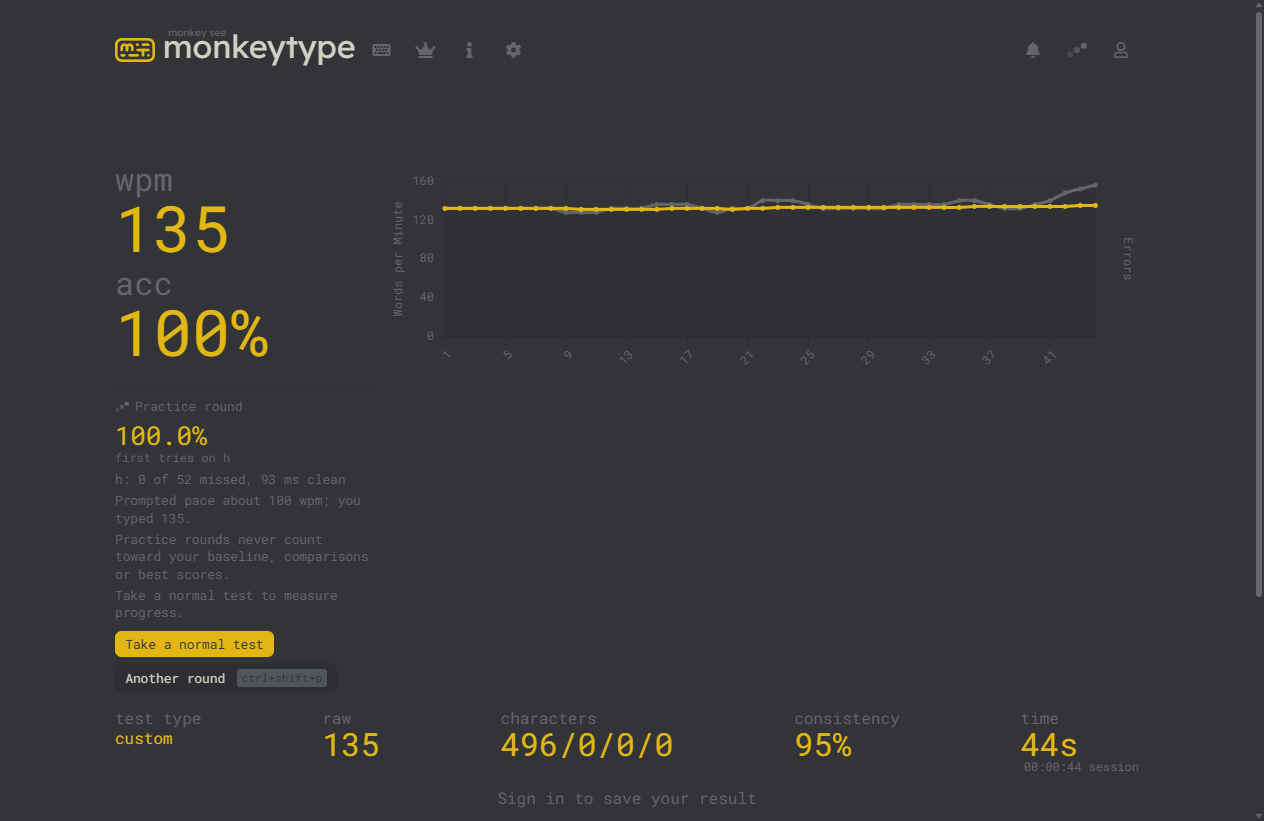 monkey see
monkeytype
wpm
135
acc
100%
Practice round
100.0%
first tries on h
h: 0 of 52 missed, 93 ms clean
Prompted pace about 100 wpm; you
typed 135.
Practice rounds never count
toward your baseline, comparisons
or best scores.
Take a normal test to measure
progress.
Take a normal test
Another round ctrl+shift+p
Words per Minute
160
120
80
40
0
1 5 9 13 17 21 25 29 33 37 41
Errors
test type
custom
raw
135
characters
496/0/0/0
consistency
95%
time
44s
00:00:44 session
Sign in to save your result